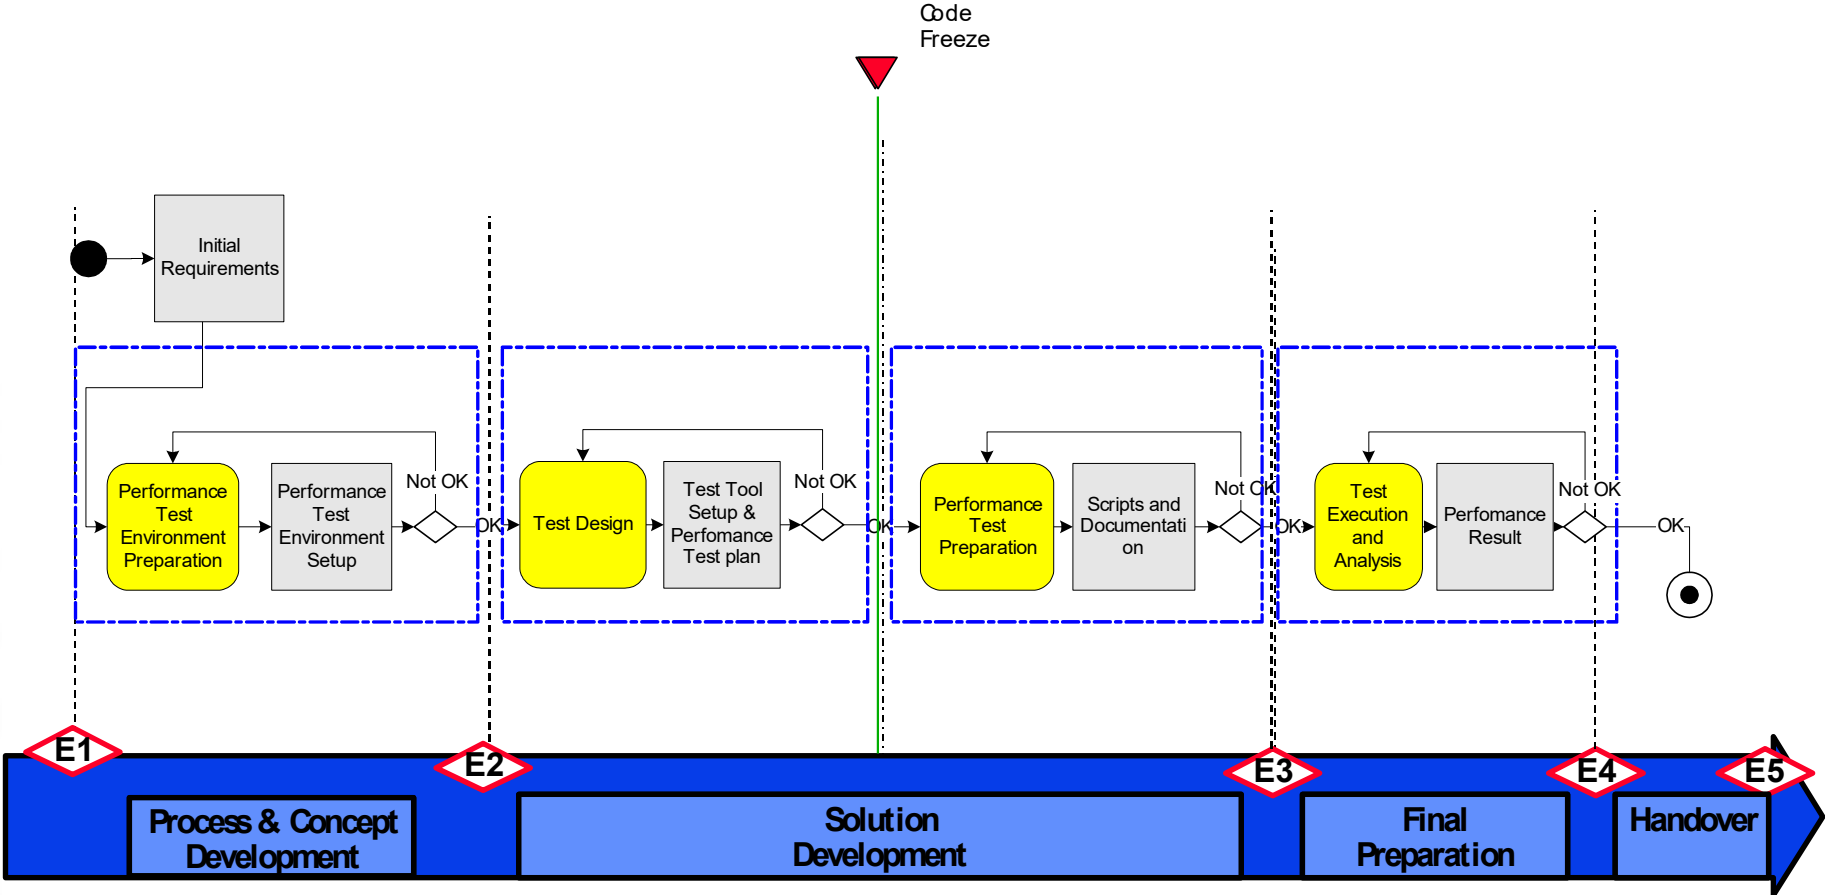 Code
Freeze
Initial
Requirements
Performance
Test
Environment
Preparation
Performance
Test
Environment
Setup
Not OK
OK
Test Design
Test Tool
Setup &
Perfomance
Test plan
Not OK
OK
Performance
Test
Preparation
Scripts and
Documentati
on
Not OK
OK
Test
Execution
and
Analysis
Perfomance
Result
Not OK
OK
E1
E2
E3
E4
E5
Process & Concept
Development
Solution
Development
Final
Preparation
Handover